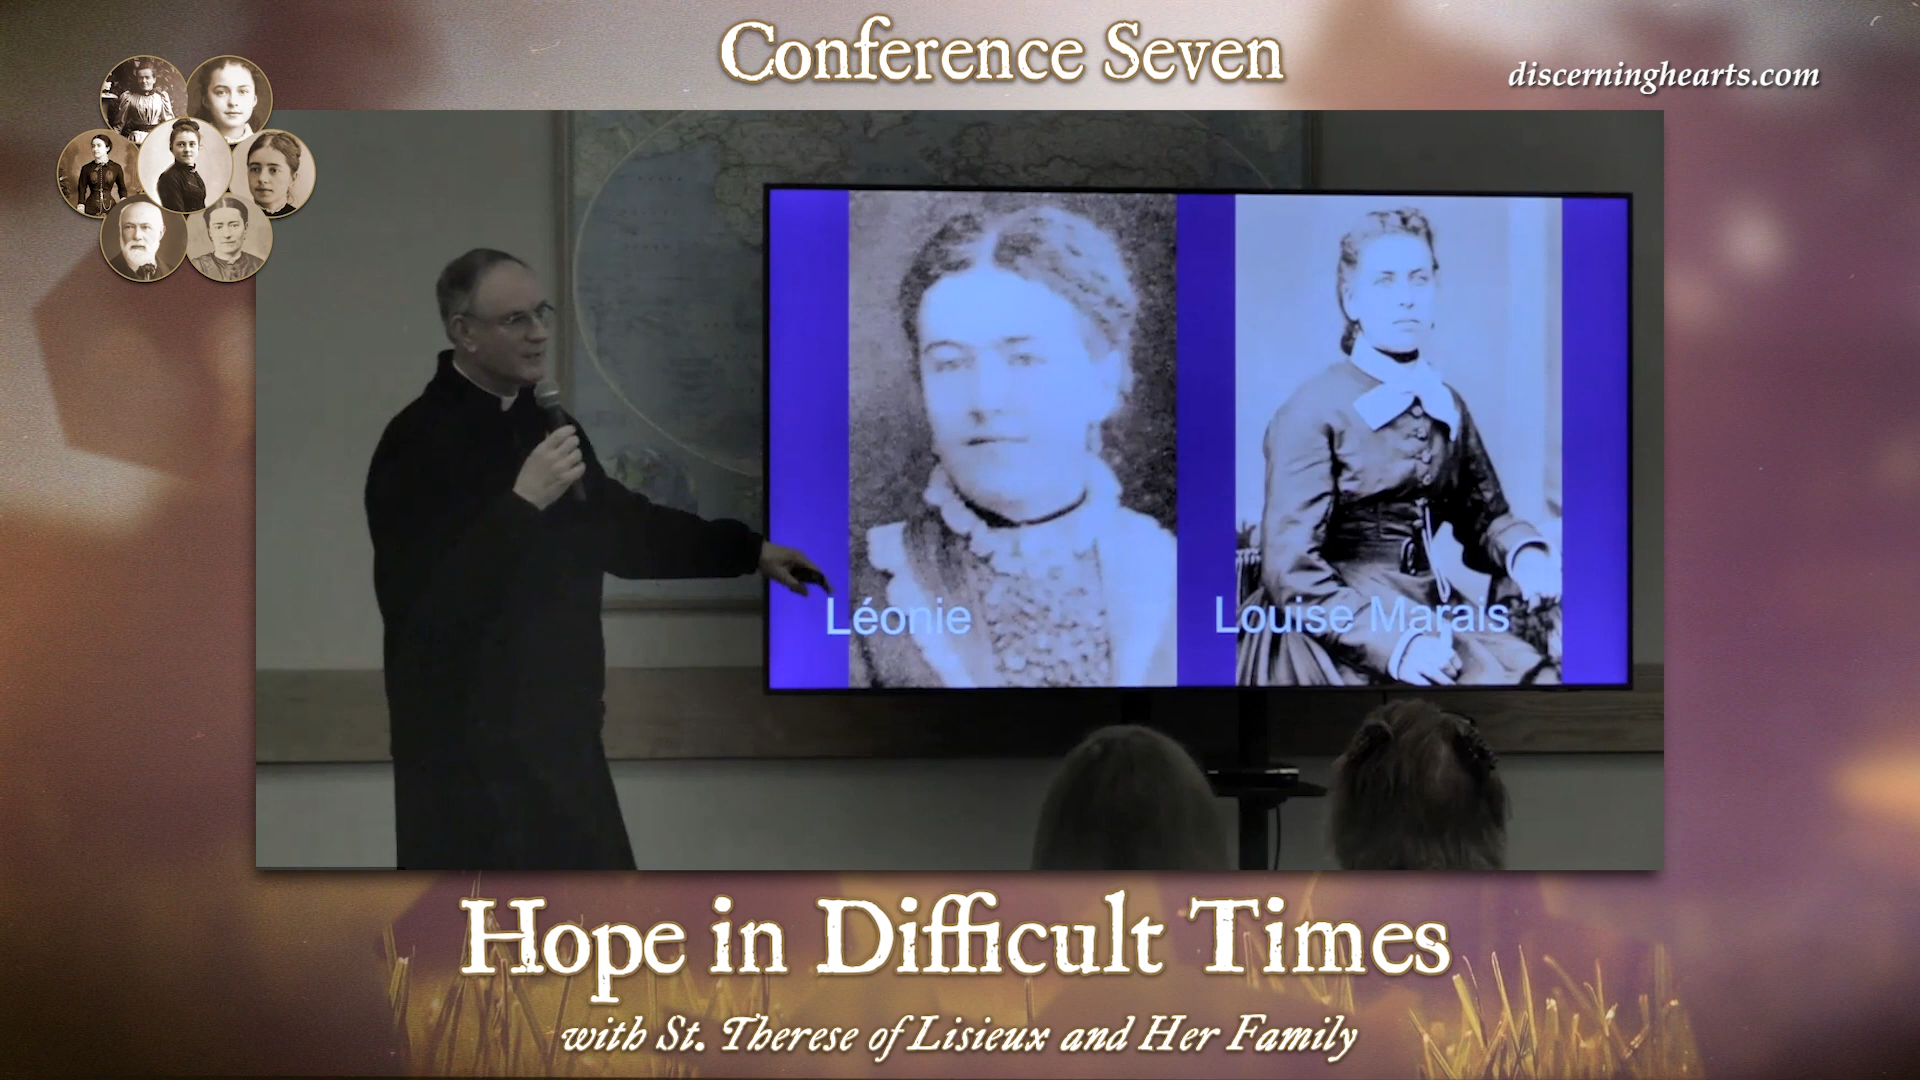 Conference Seven
discerninghearts.com
Léonie
Louise Marais
Hope in Difficult Times
with St. Therese of Lisieux and Her Family